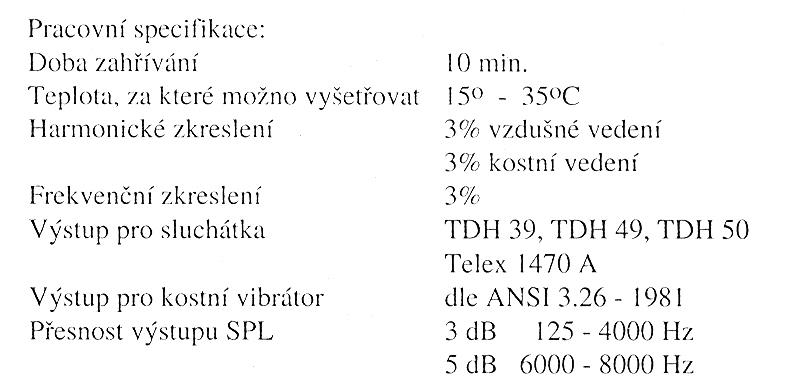 Pracovní specifikace:
Doba zahřívání 10 min.
Teplota, za které možno vyšetřovat 15º - 35ºC
Harmonické zkreslení 3% vzdušné vedení
3% kostní vedení
Frekvenční zkreslení 3%
Výstup pro sluchátka TDH 39, TDH 49, TDH 50
Telex 1470 A
Výstup pro kostní vibrátor dle ANSI 3.26 - 1981
Přesnost výstupu SPL 3 dB 125 - 4000 Hz
5 dB 6000 - 8000 Hz